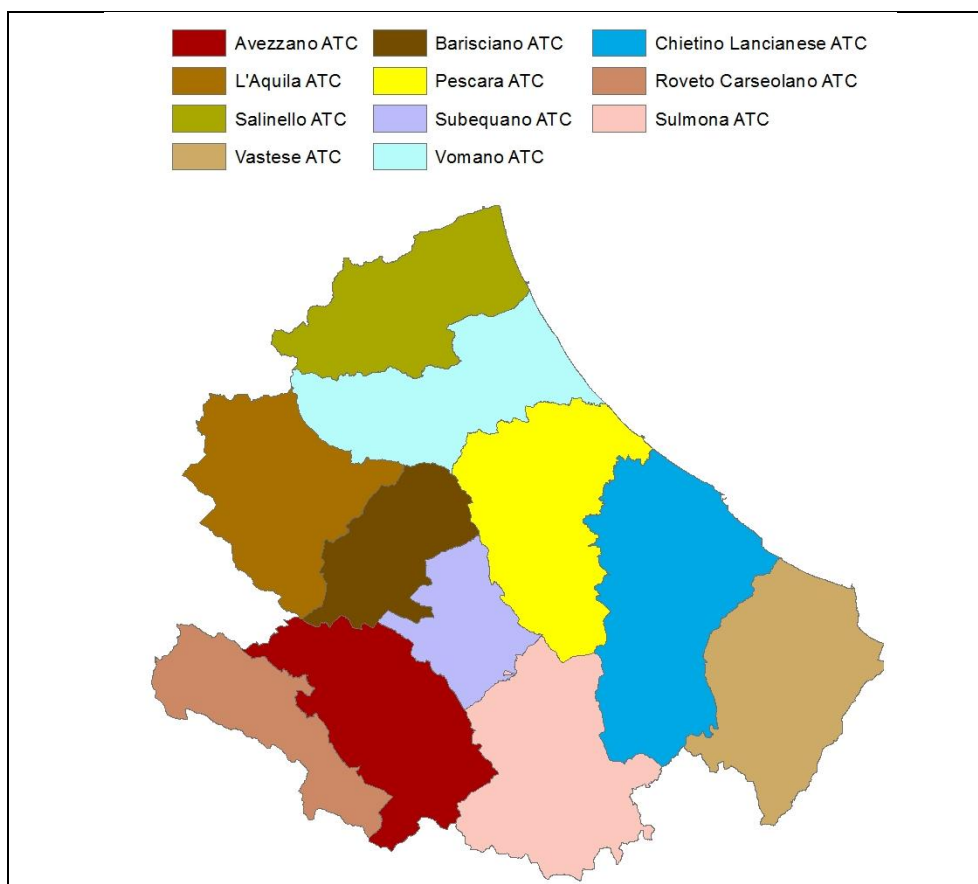 Avezzano ATC Barisciano ATC Chietino Lancianese ATC
L'Aquila ATC Pescara ATC Roveto Carseolano ATC
Salinello ATC Subequano ATC Sulmona ATC
Vastese ATC Vomano ATC